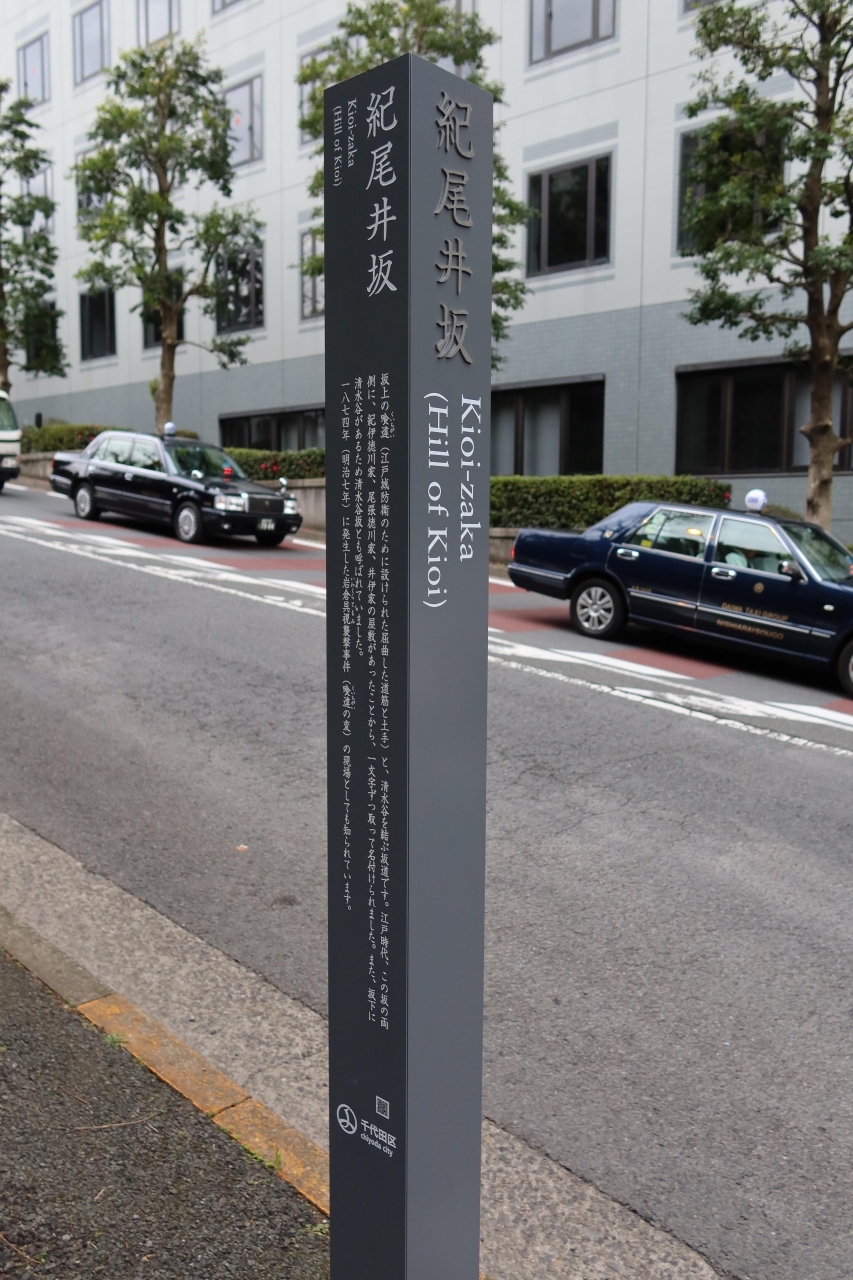 紀尾井坂
Kioi-zaka
(Hill of Kioi)
坂上の喰違（江戸城防衛のために設けられた屈曲した道筋と土手）と、清水谷を結ぶ坂道です。江戸時代、この坂の両
側に、紀伊徳川家、尾張徳川家、井伊家の屋敷があったことから、一文字ずつ取って名付けられました。また、坂下に
清水谷があるため清水谷坂とも呼ばれていました。
一八七四年（明治七年）に発生した岩倉具視襲撃事件（喰違の変）の現場としても知られています。
千代田区
chiyoda city
紀尾井坂
Kioi-zaka
(Hill of Kioi)
DAIWA TAXI GROUP